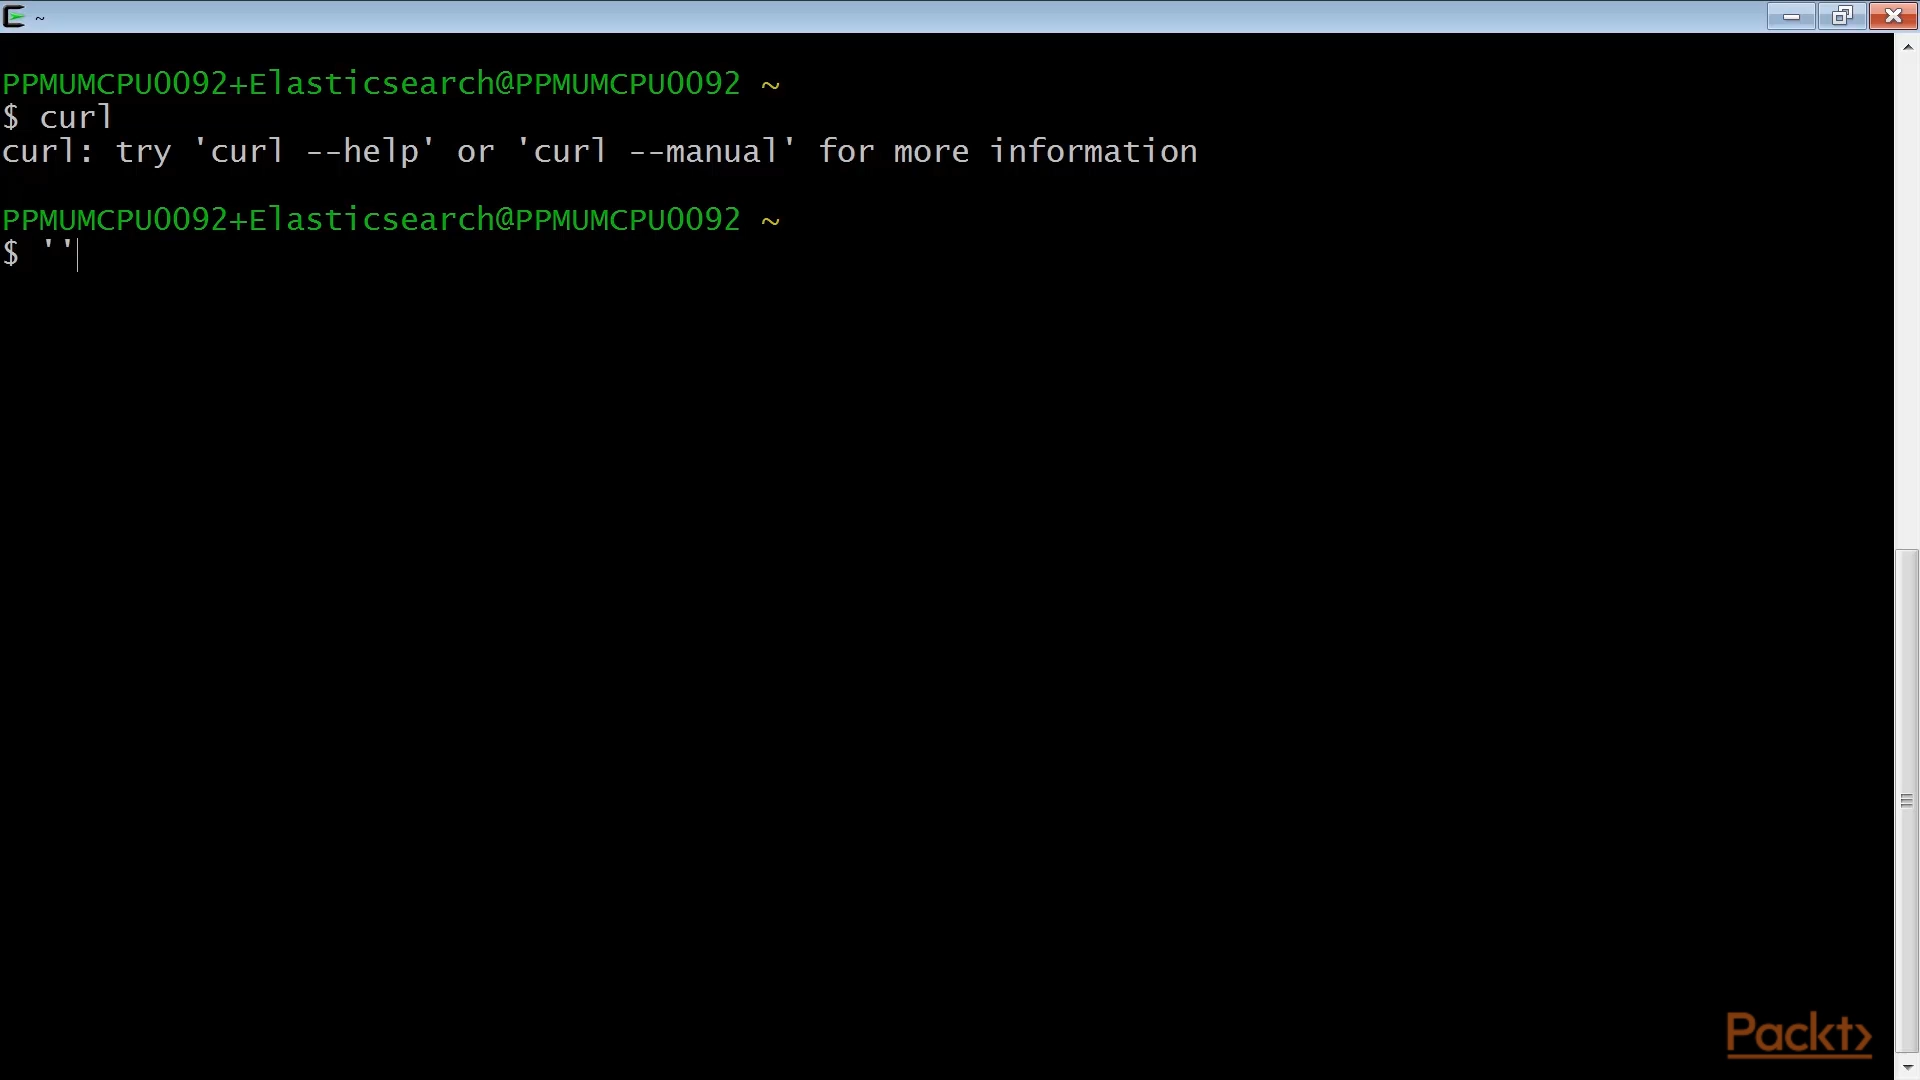 ~
PPMUMCPU0092+Elasticsearch@PPMUMCPU0092 ~
$ curl
curl: try 'curl --help' or 'curl --manual' for more information
PPMUMCPU0092+Elasticsearch@PPMUMCPU0092 ~
$ ''
Packt>